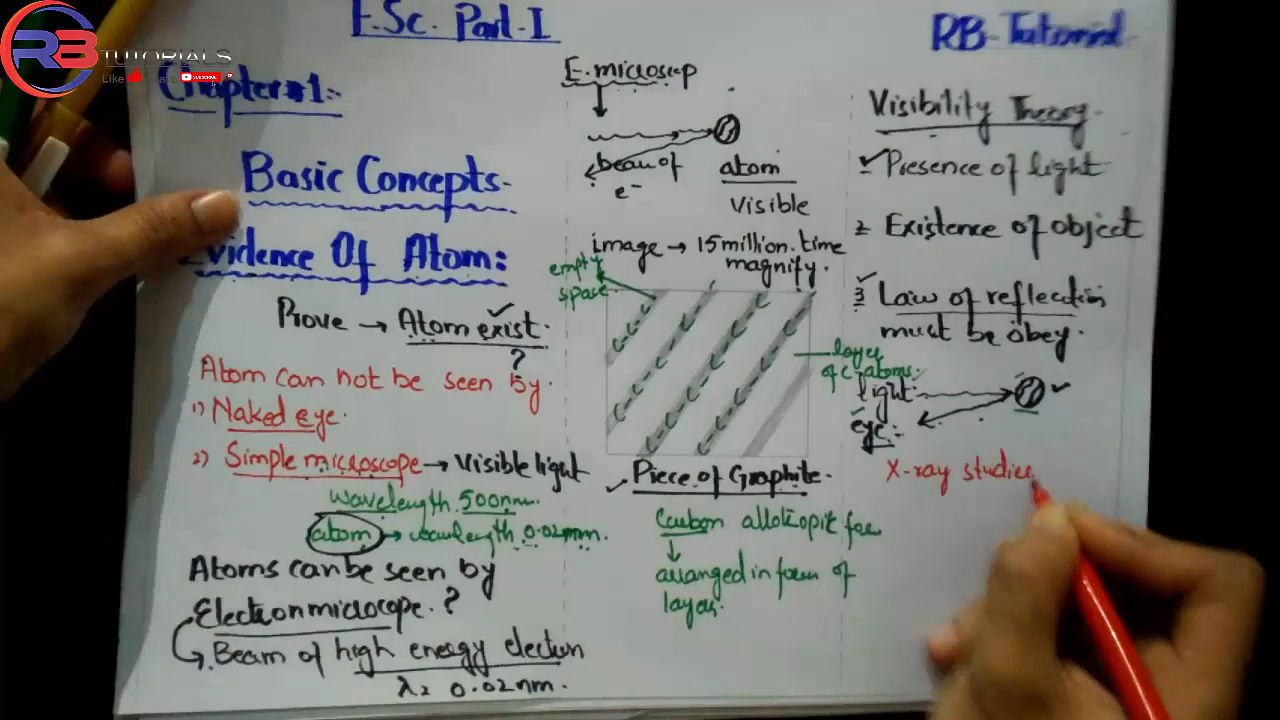 RB TUTORIALS
Like
F.Sc. Part-I
RB-Tutorial
Chapter#1:-
Basic Concepts.
Evidence Of Atom:
Prove → Atom exist.
?
Atom can not be seen by.
1) Naked eye.
2) Simple microscope → Visible light
wavelength 500nm.
atom → wavelength 0.02nm.
Atoms can be seen by
Electron microscope. ?
Beam of high energy electron
λ = 0.02nm.
E.microscop
beam of
e⁻
atom
visible
image → 15 million. time
magnify.
empty
space.
layer
of C atoms.
Piece of Graphite.
Carbon allotropic
arranged in form of
layer.
Visibility Theory.
Presence of light
2 Existence of object
3 Law of reflection
must be obey.
light
eye:-
X-ray studies